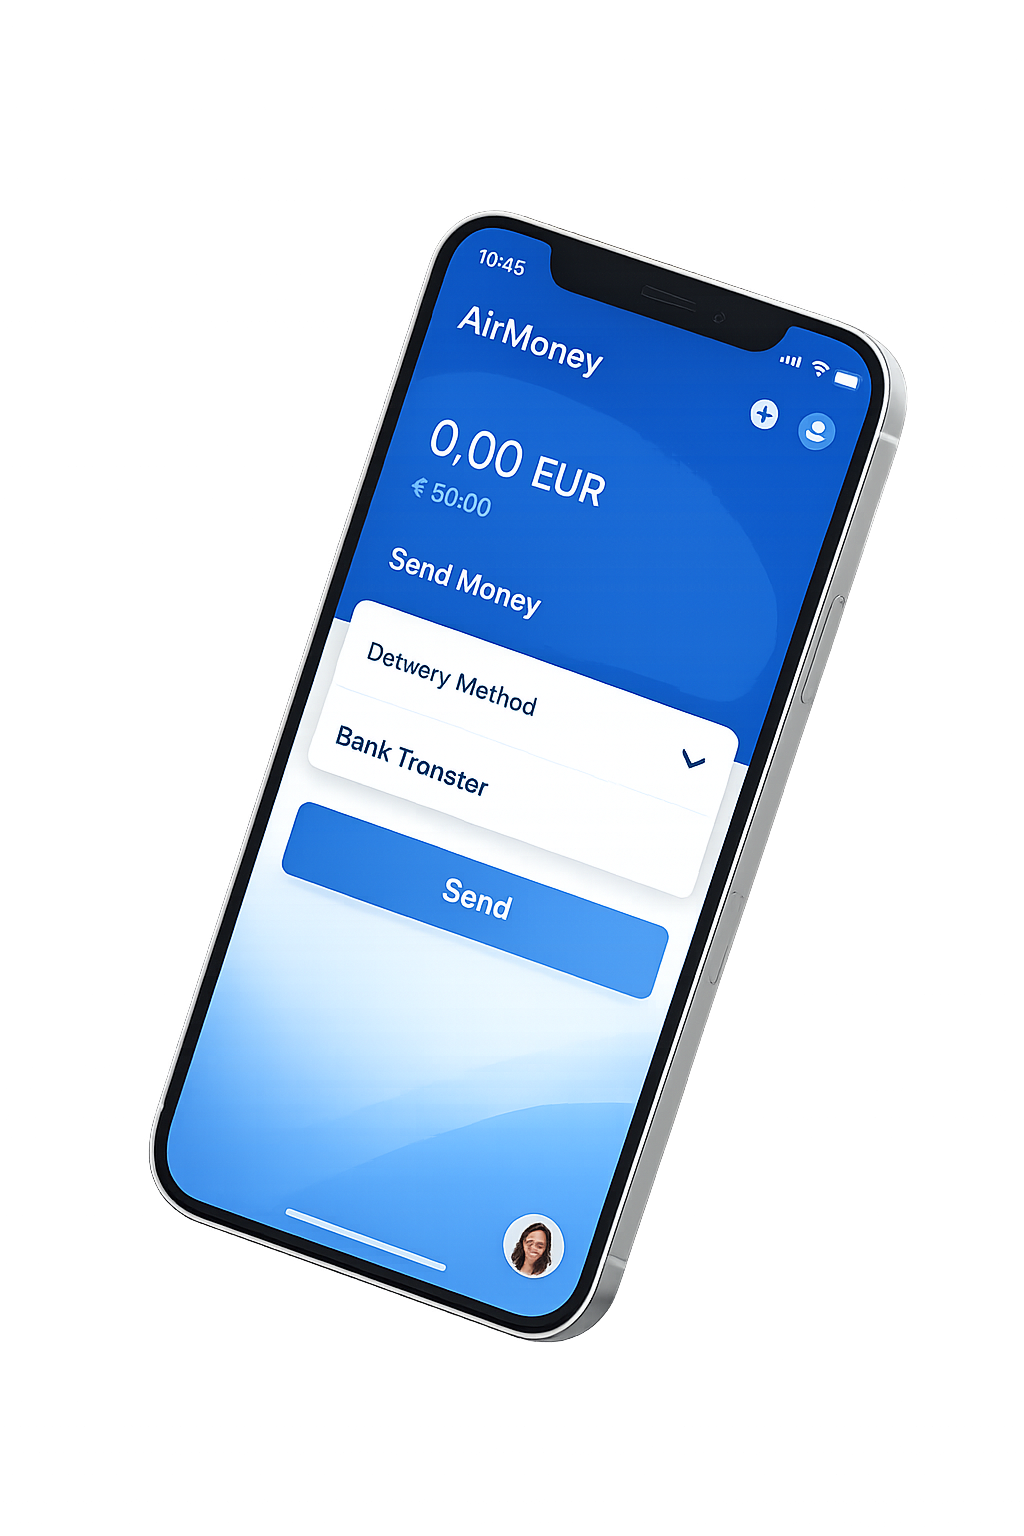 10:45
AirMoney
0,00 EUR
€ 50:00
Send Money
Detwery Method
Bank Transter
Send